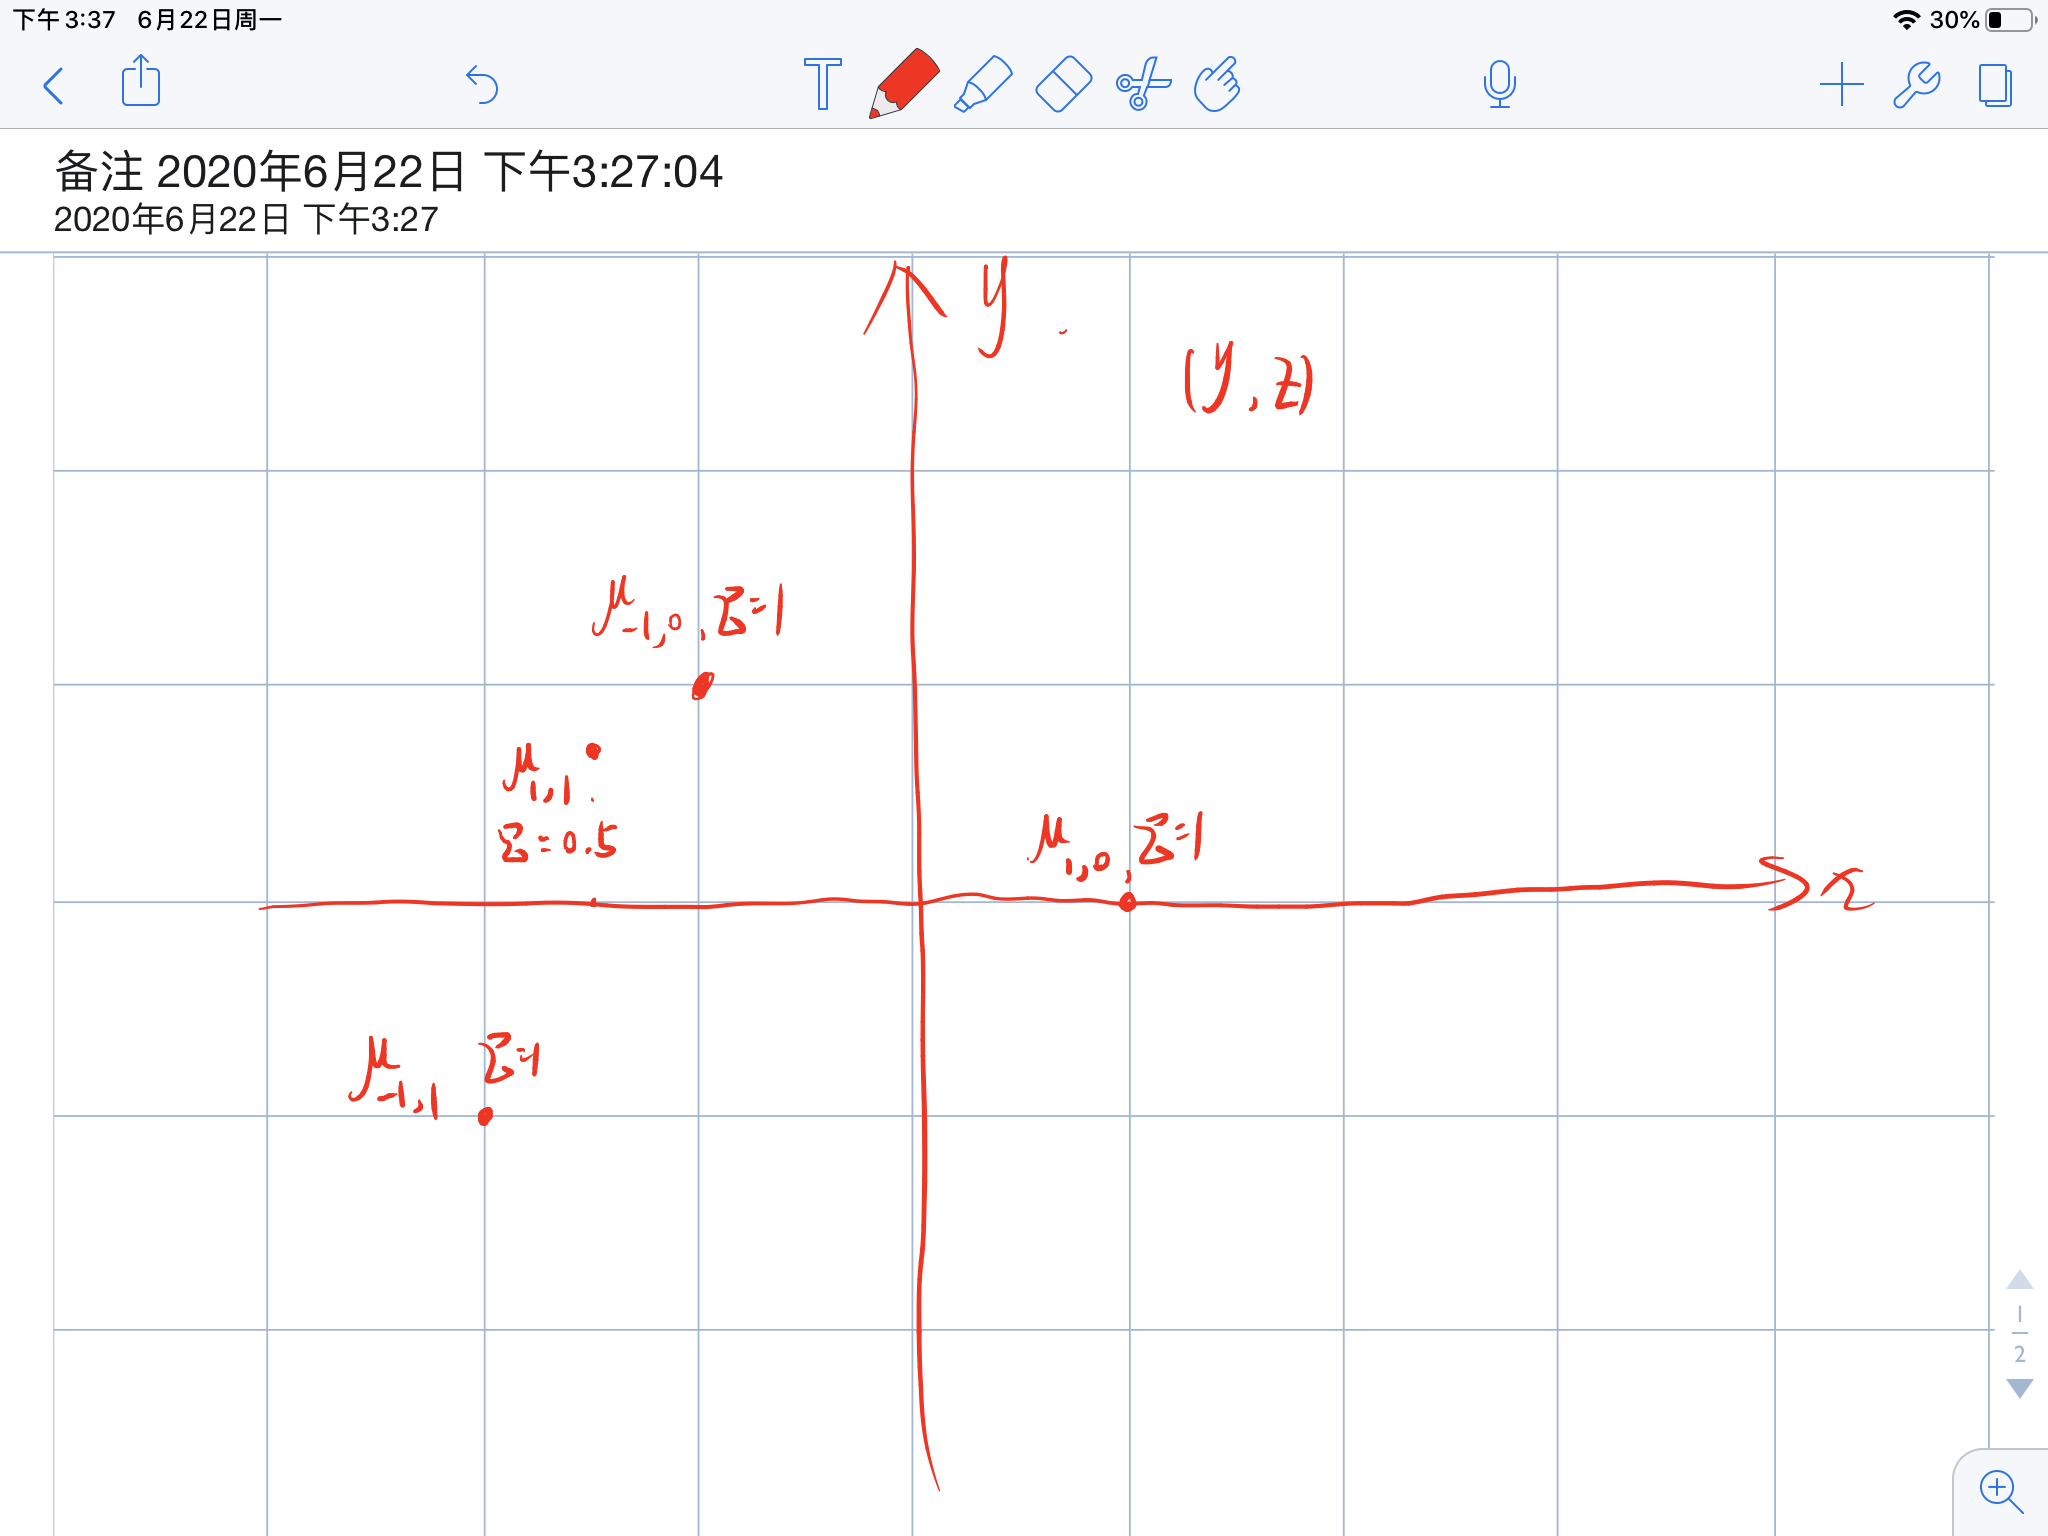 下午3:37 6月22日周一
30%
T
备注 2020年6月22日 下午3:27:04
2020年6月22日 下午3:27
y
(y, z)
μ-1,0, Σ=1
μ1,1
Σ=0.5
μ1,0, Σ=1
x
μ-1,1 Σ=1
1
2